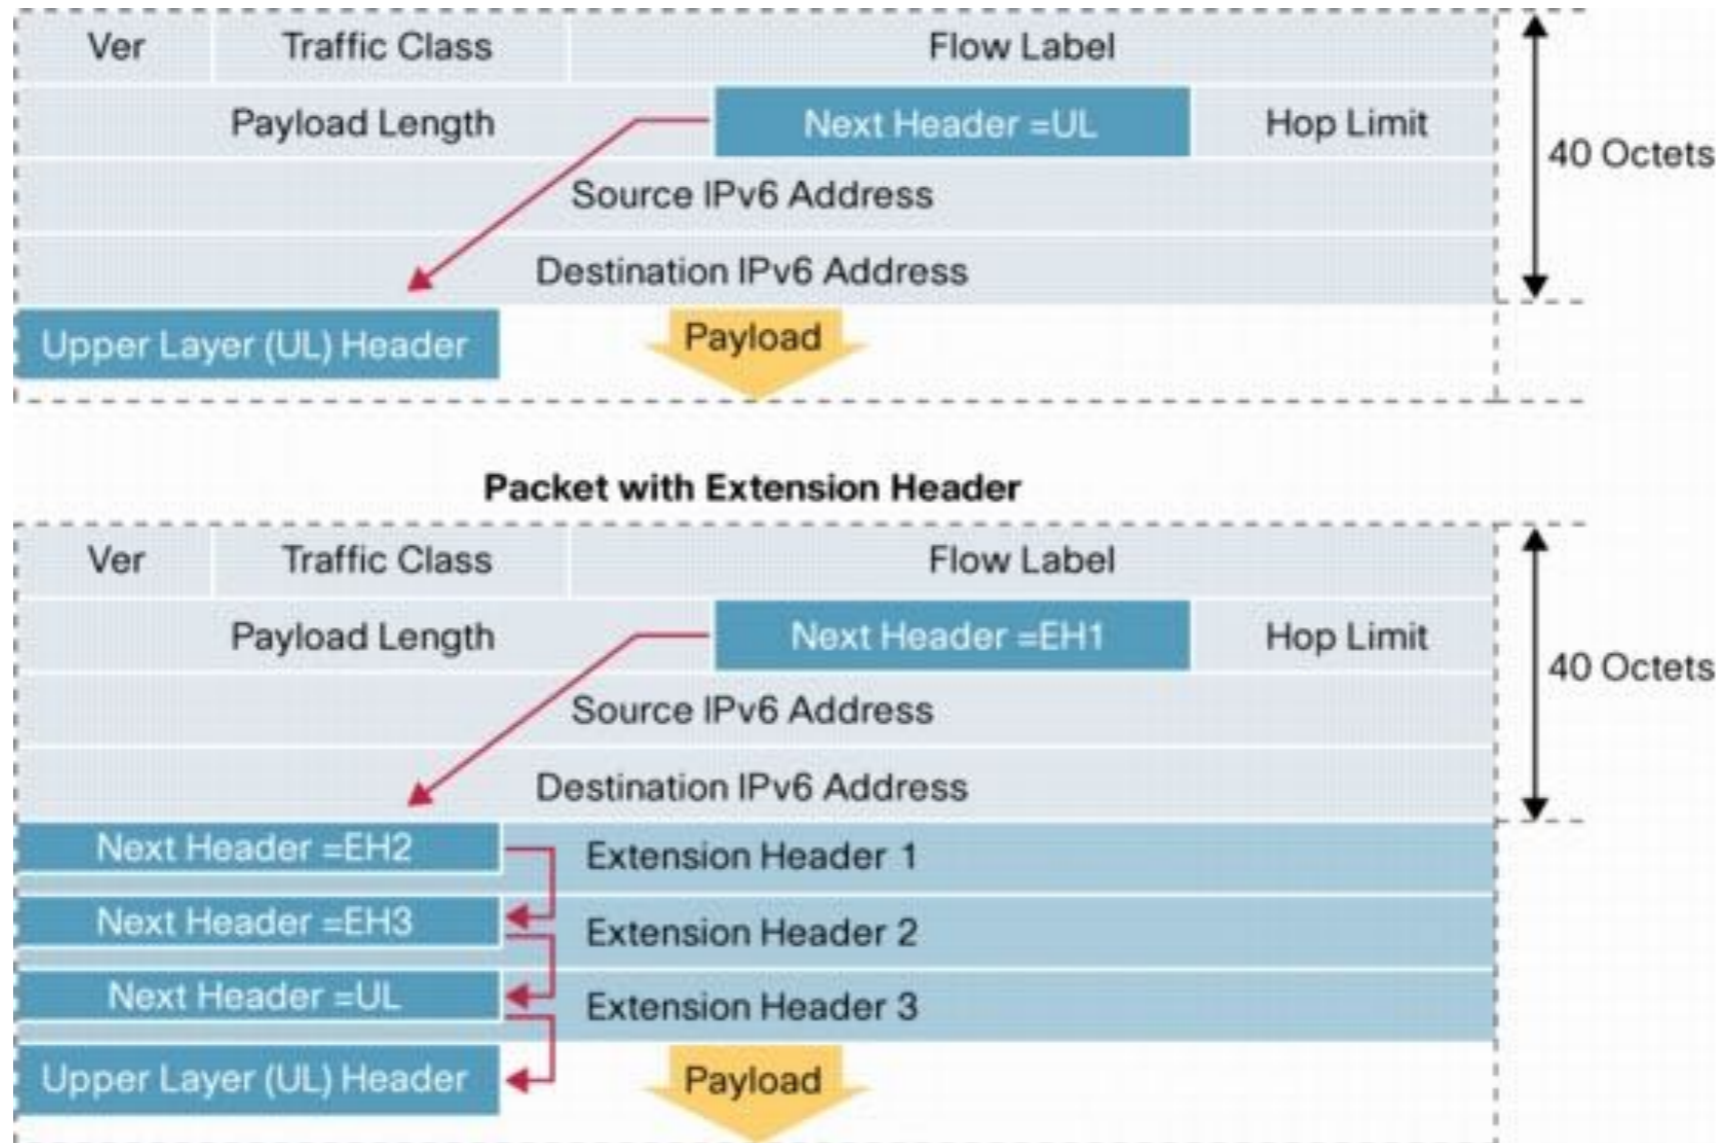 Ver Traffic Class Flow Label
Payload Length Next Header =UL Hop Limit
40 Octets
Source IPv6 Address
Destination IPv6 Address
Upper Layer (UL) Header Payload
Packet with Extension Header
Ver Traffic Class Flow Label
Payload Length Next Header =EH1 Hop Limit
40 Octets
Source IPv6 Address
Destination IPv6 Address
Next Header =EH2 Extension Header 1
Next Header =EH3 Extension Header 2
Next Header =UL Extension Header 3
Upper Layer (UL) Header Payload